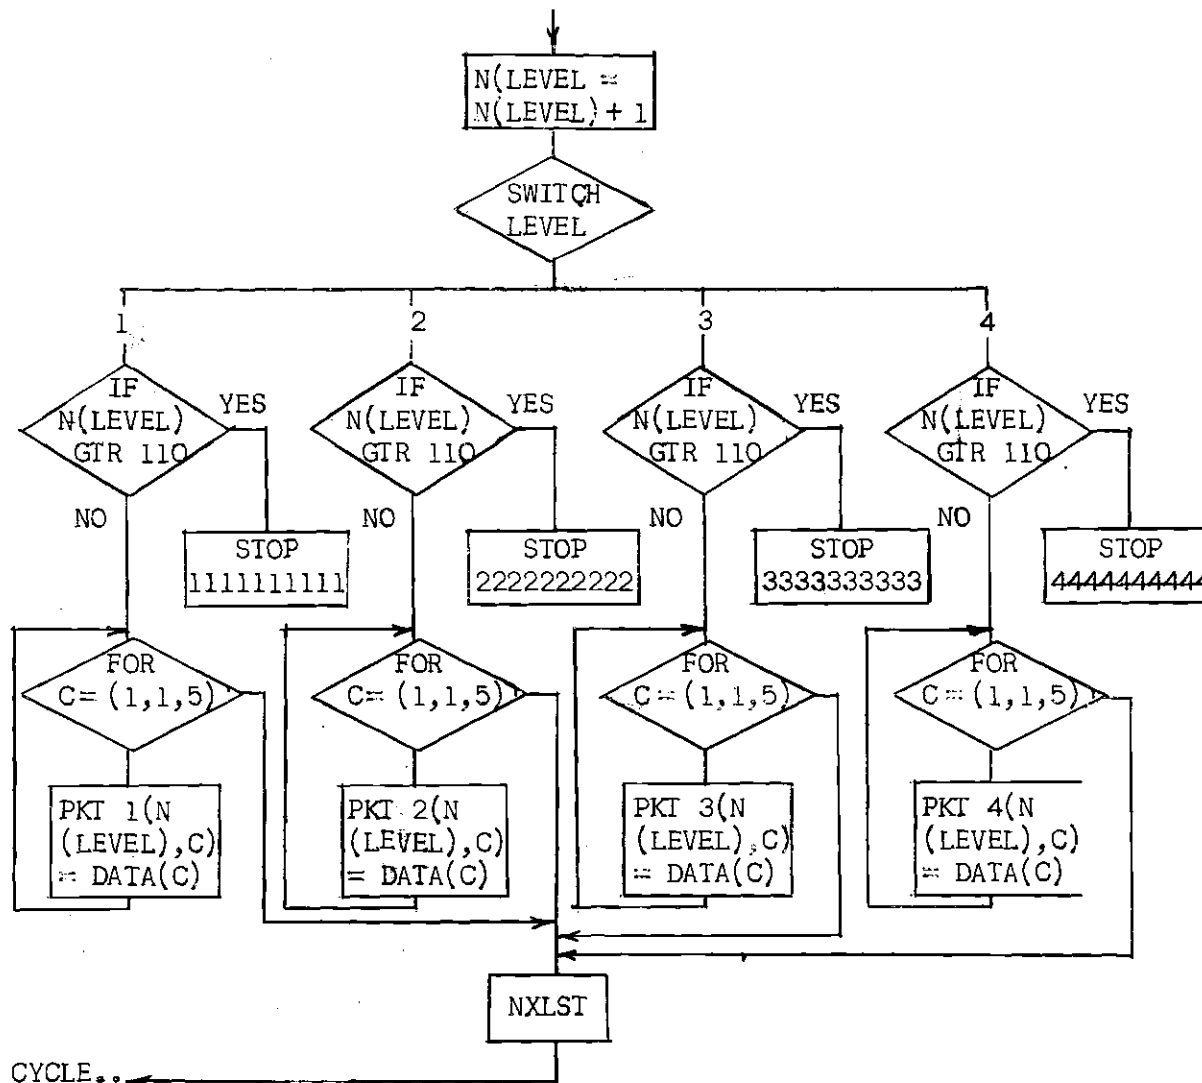 N(LEVEL =
N(LEVEL)+ 1
SWITCH
LEVEL
1
2
3
4
IF
N(LEVEL)
GTR 110
YES
NO
STOP
1111111111
IF
N(LEVEL)
GTR 110
YES
NO
STOP
2222222222
IF
N(LEVEL)
GTR 110
YES
NO
STOP
3333333333
IF
N(LEVEL)
GTR 110
YES
NO
STOP
4444444444
FOR
C=(1,1,5)
FOR
C=(1,1,5)
FOR
C=(1,1,5)
FOR
C=(1,1,5)
PKT 1(N
(LEVEL),C)
= DATA(C)
PKT 2(N
(LEVEL),C)
= DATA(C)
PKT 3(N
(LEVEL),C)
= DATA(C)
PKT 4(N
(LEVEL),C)
= DATA(C)
NXLST
CYCLE..